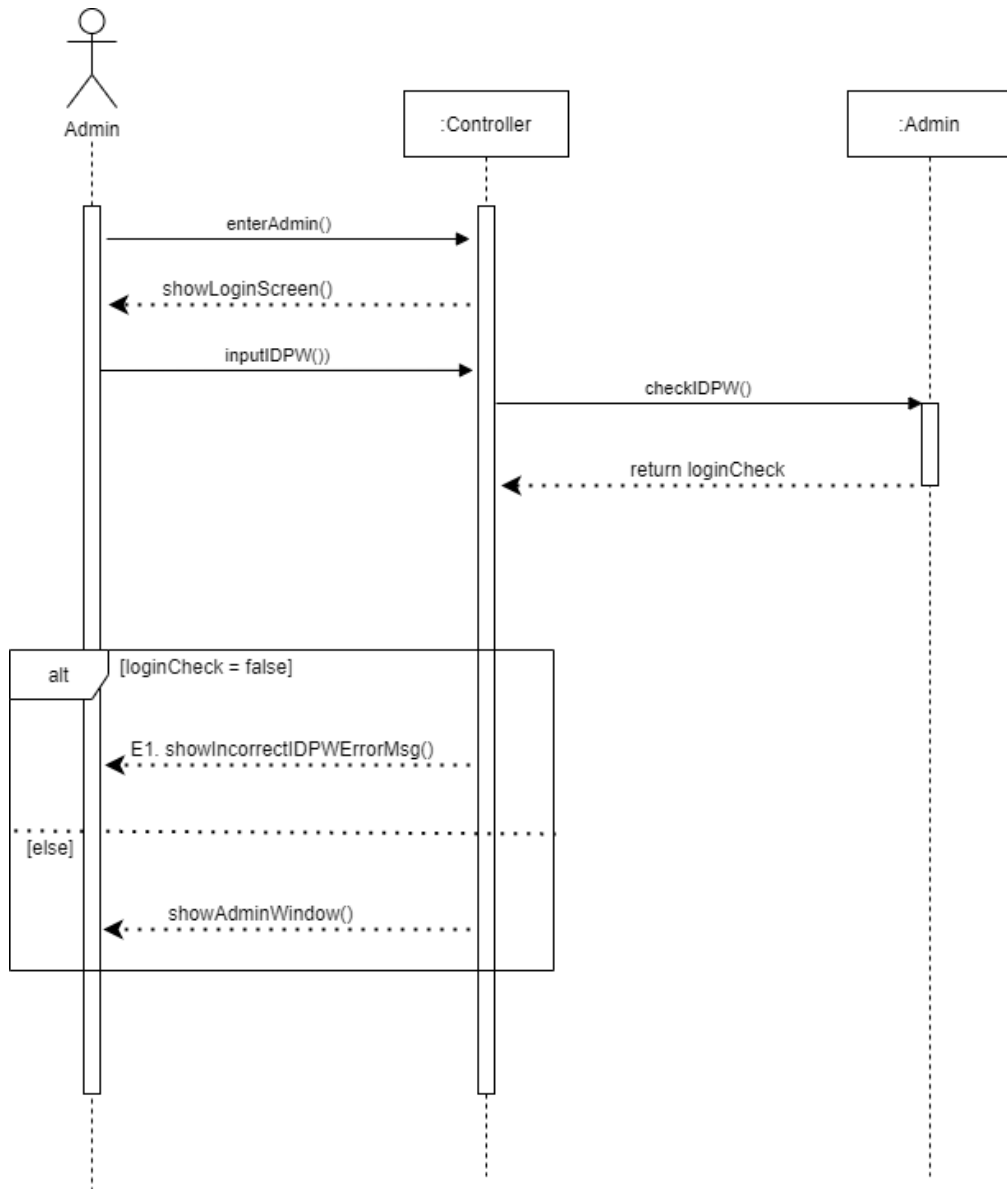 Admin
:Controller
:Admin
enterAdmin()
showLoginScreen()
inputIDPW())
checkIDPW()
return loginCheck
alt
[loginCheck = false]
E1. showIncorrectIDPWErrorMsg()
[else]
showAdminWindow()